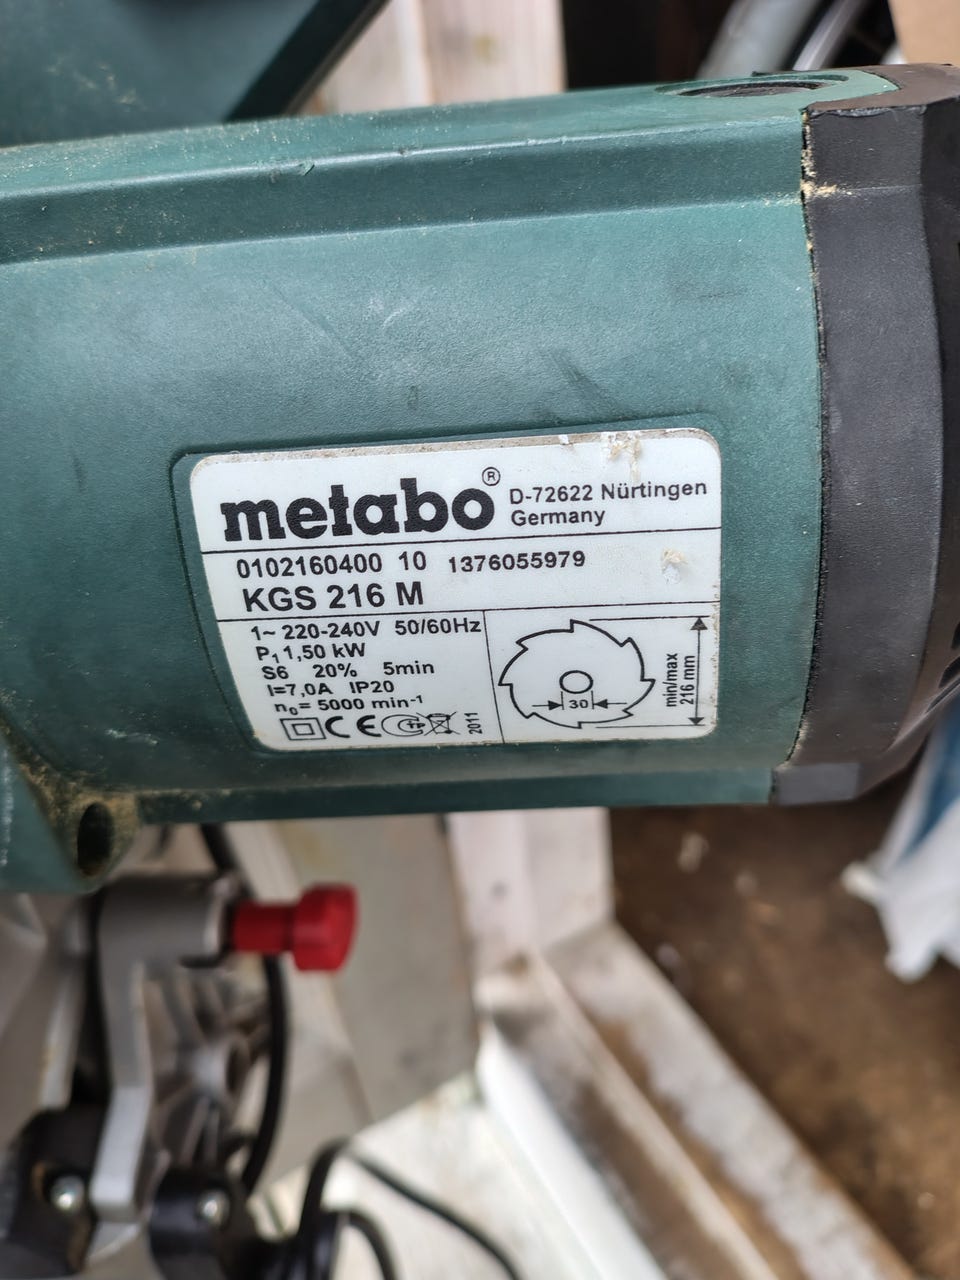 metabo®
D-72622 Nürtingen
Germany
0102160400 10 1376055979
KGS 216 M
1~ 220-240V 50/60Hz
P₁ 1,50 kW
S6 20% 5min
I=7,0A IP20
n₀= 5000 min⁻¹
CE
2011
30
min/max
216 mm